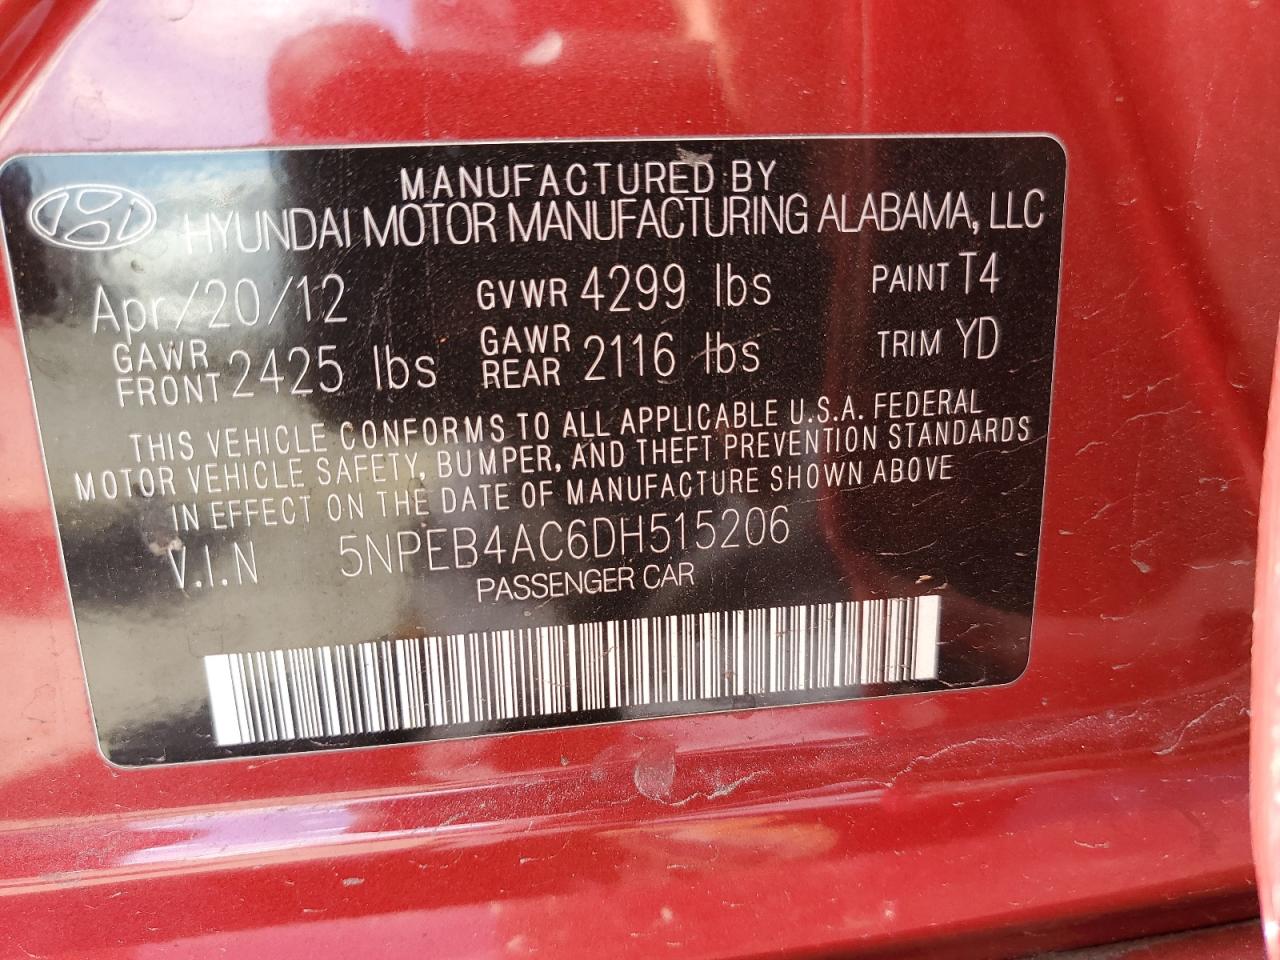 MANUFACTURED BY
HYUNDAI MOTOR MANUFACTURING ALABAMA, LLC
Apr/20/12 GVWR 4299 lbs PAINT T4
GAWR FRONT 2425 lbs GAWR REAR 2116 lbs TRIM YD
THIS VEHICLE CONFORMS TO ALL APPLICABLE U.S.A. FEDERAL
MOTOR VEHICLE SAFETY, BUMPER, AND THEFT PREVENTION STANDARDS
IN EFFECT ON THE DATE OF MANUFACTURE SHOWN ABOVE
V.I.N 5NPEB4AC6DH515206
PASSENGER CAR